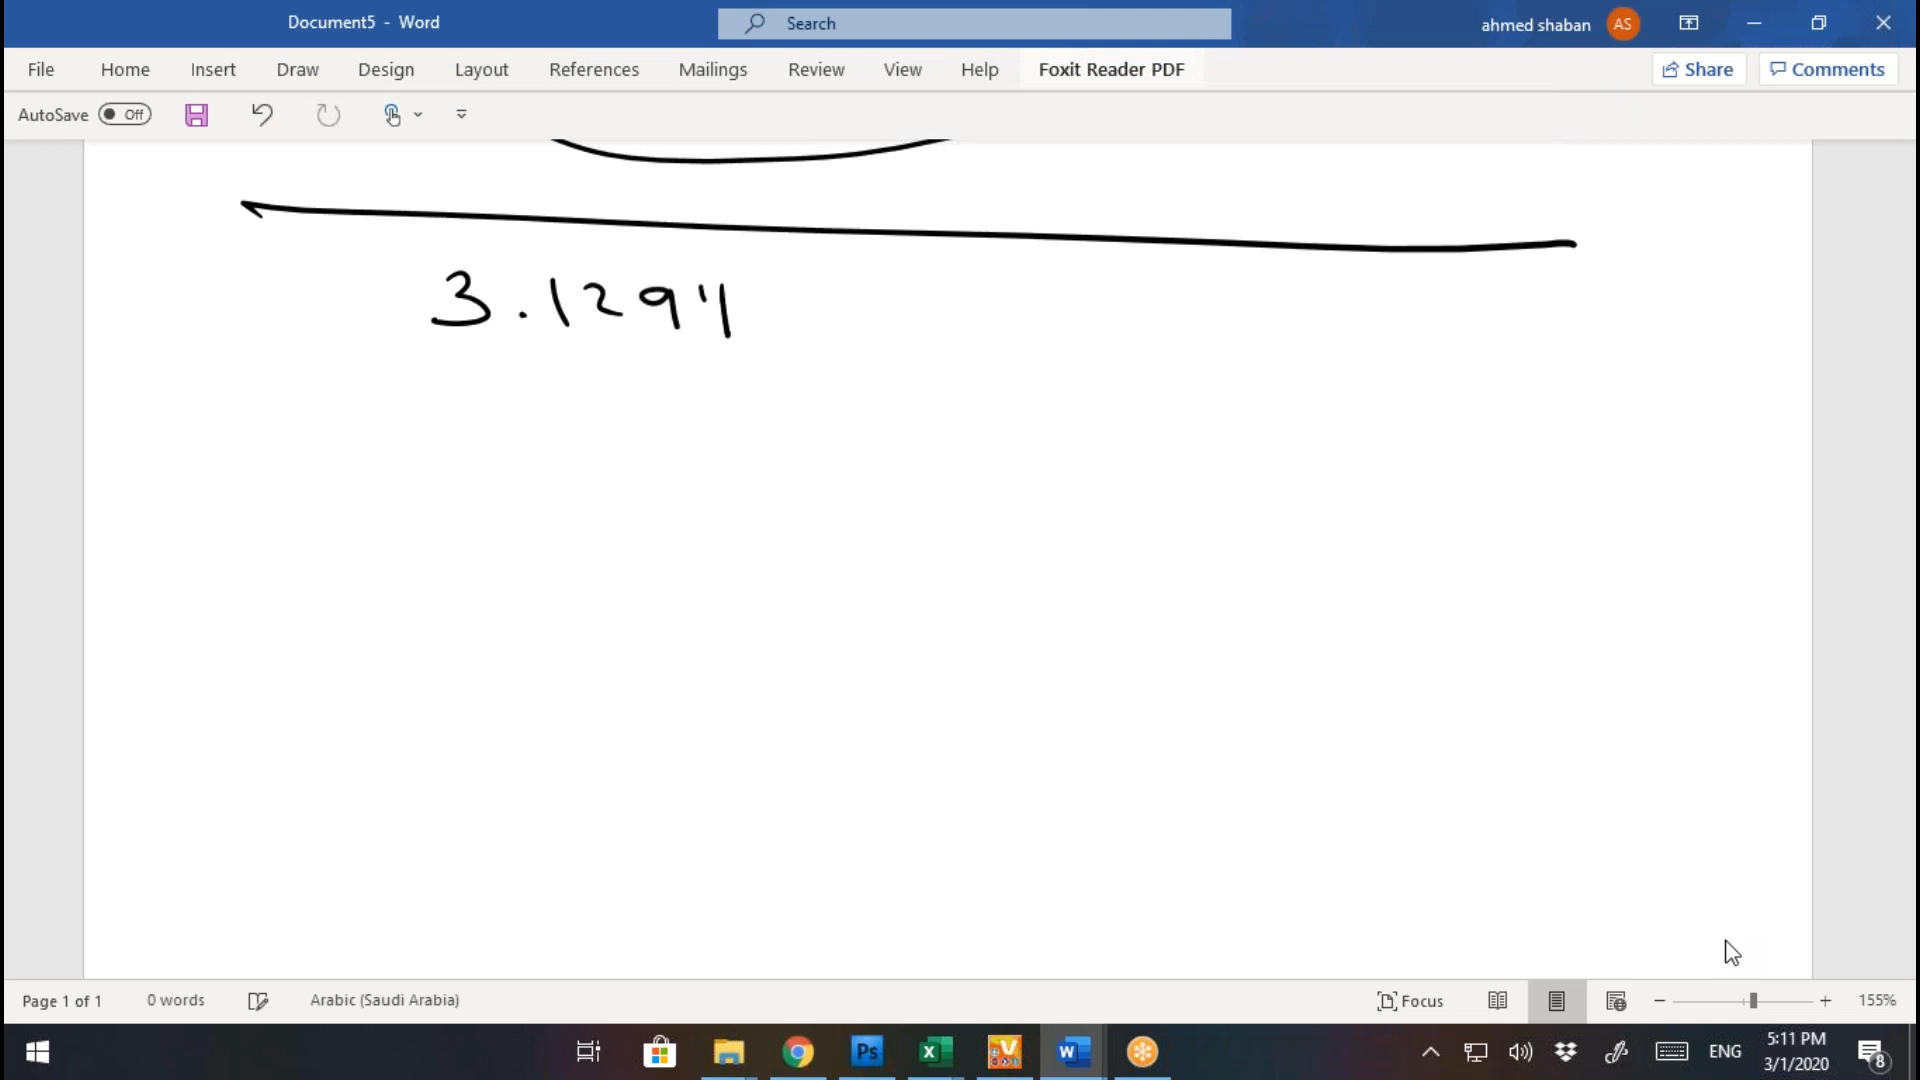 Document5 - Word
Search
ahmed shaban
AS
File Home Insert Draw Design Layout References Mailings Review View Help Foxit Reader PDF
Share
Comments
AutoSave Off
3.1294
Page 1 of 1
0 words
Arabic (Saudi Arabia)
Focus
155%
Ps
ENG
5:11 PM
3/1/2020
8